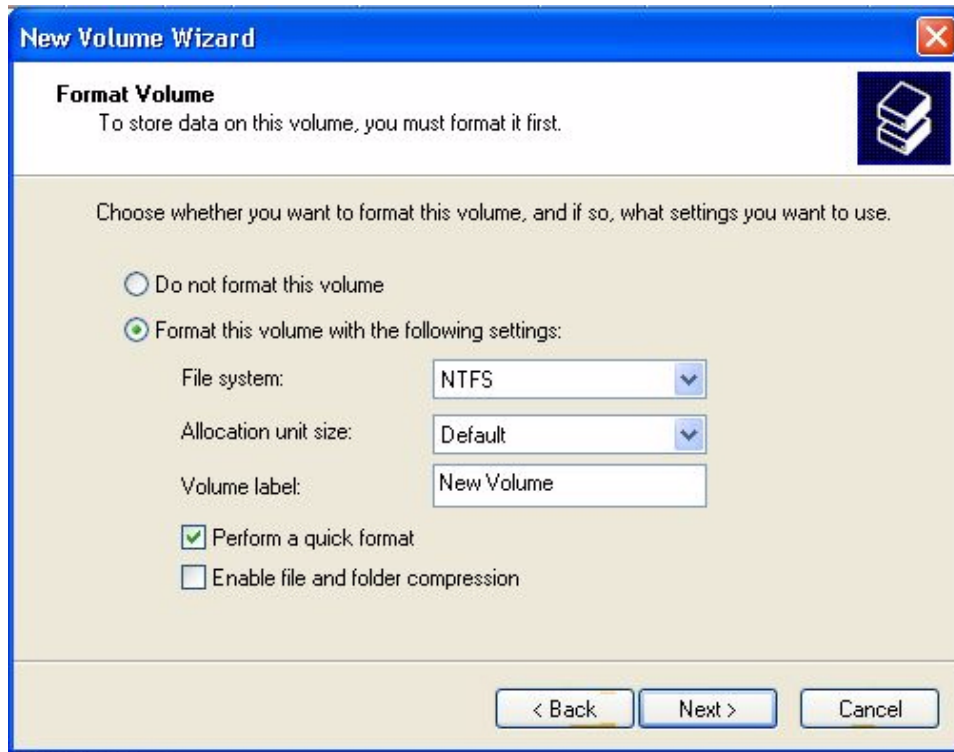 New Volume Wizard
Format Volume
To store data on this volume, you must format it first.
Choose whether you want to format this volume, and if so, what settings you want to use.
Do not format this volume
Format this volume with the following settings:
File system: NTFS
Allocation unit size: Default
Volume label: New Volume
Perform a quick format
Enable file and folder compression
< Back Next > Cancel